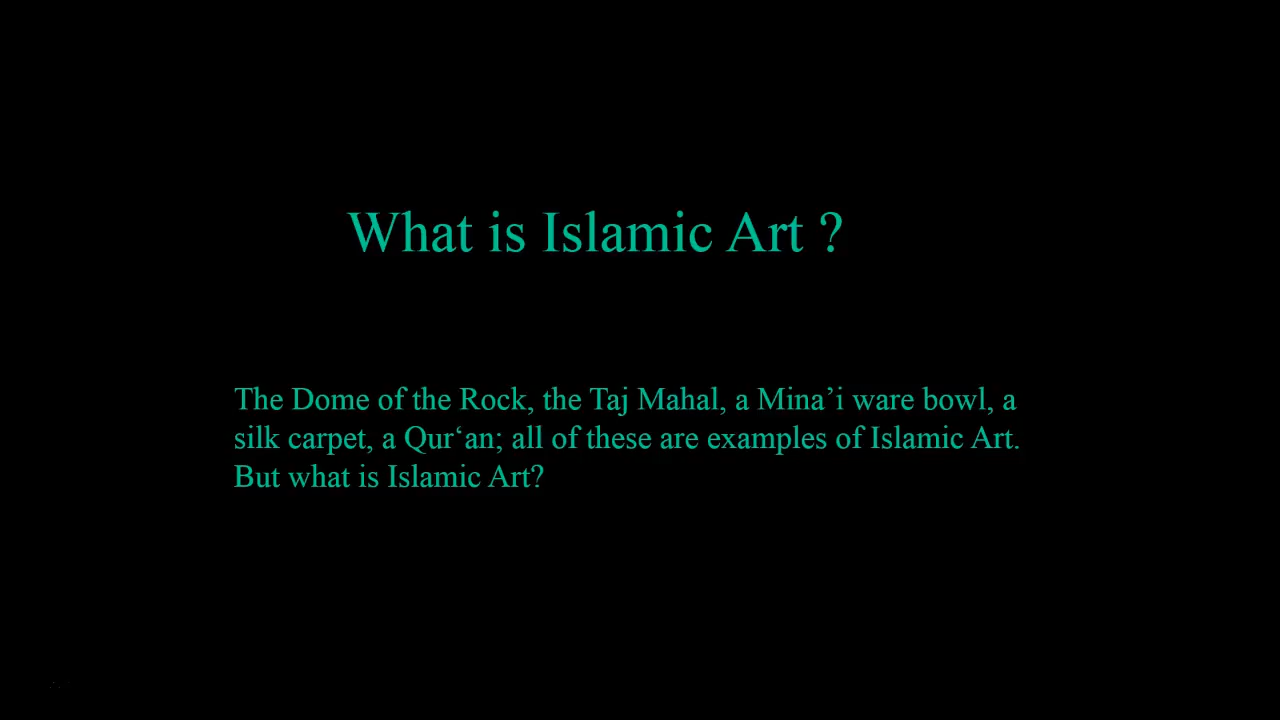 What is Islamic Art ?
The Dome of the Rock, the Taj Mahal, a Mina’i ware bowl, a
silk carpet, a Qur‘an; all of these are examples of Islamic Art.
But what is Islamic Art?